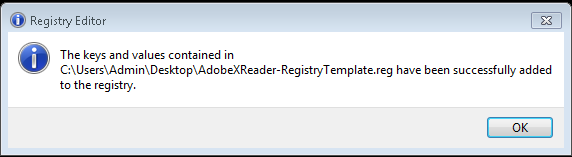 Registry Editor
The keys and values contained in
C:\Users\Admin\Desktop\AdobeXReader-RegistryTemplate.reg have been successfully added
to the registry.
OK